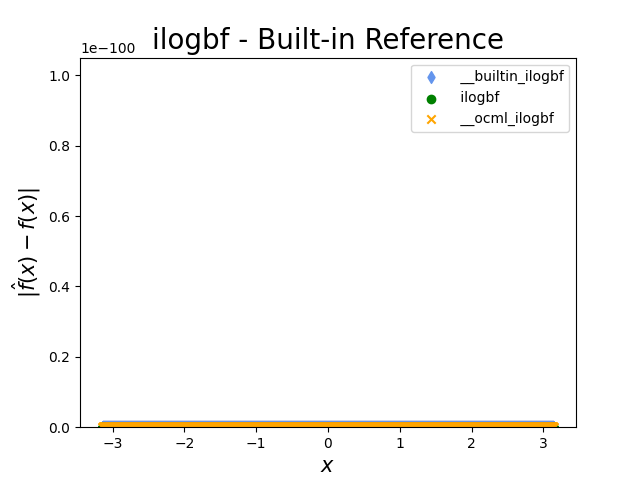 ilogbf - Built-in Reference
1e−100
1.0
0.8
0.6
0.4
0.2
0.0
|f̂(x) − f(x)|
__builtin_ilogbf
ilogbf
__ocml_ilogbf
−3 −2 −1 0 1 2 3
x